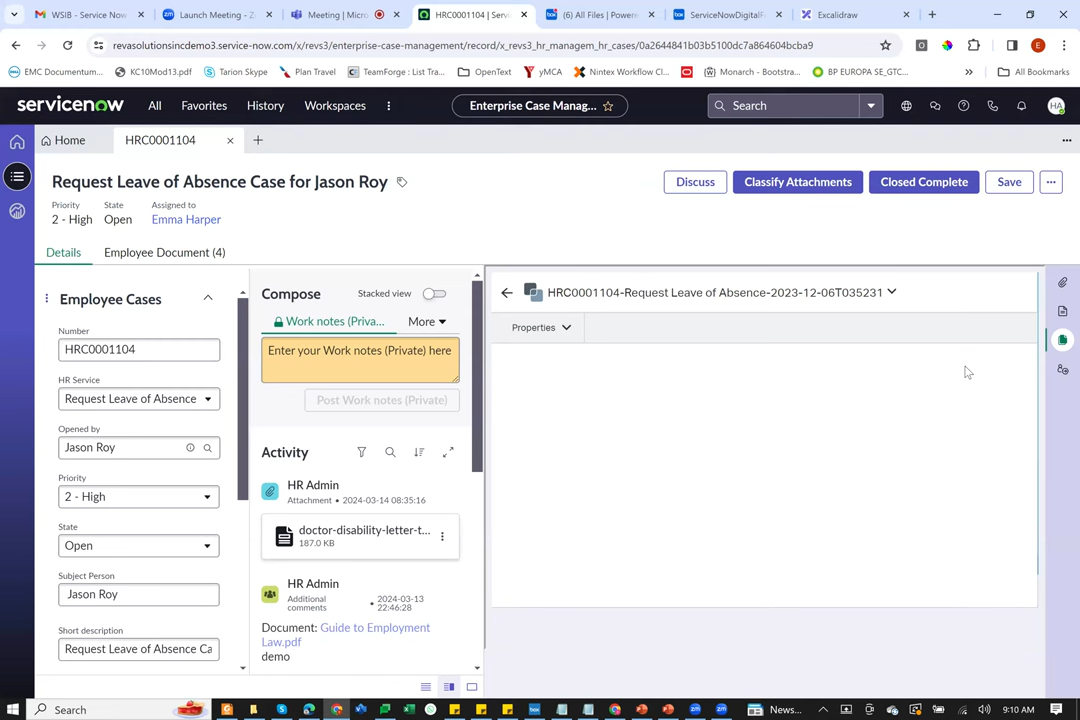 WSIB - Service Now
Launch Meeting - Z
Meeting | Micro
HRC0001104 | Servi
(6) All Files | Powere
ServiceNowDigitalF
Excalidraw
revasolutionsincdemo3.service-now.com/x/revs3/enterprise-case-management/record/x_revs3_hr_managem_hr_cases/0a2644841b03b5100dc7a864604bcba9
E
EMC Documentum...
KC10Mod13.pdf
Tarion Skype
Plan Travel
TeamForge : List Tra...
OpenText
yMCA
Nintex Workflow Cl...
Monarch - Bootstra...
BP EUROPA SE_GTC...
»
All Bookmarks
servicenow
All
Favorites
History
Workspaces
Enterprise Case Manag...
Search
HA
Home
HRC0001104
Request Leave of Absence Case for Jason Roy
Discuss
Classify Attachments
Closed Complete
Save
Priority
State
Assigned to
2 - High
Open
Emma Harper
Details
Employee Document (4)
Employee Cases
Number
HRC0001104
HR Service
Request Leave of Absence
Opened by
Jason Roy
Priority
2 - High
State
Open
Subject Person
Jason Roy
Short description
Request Leave of Absence Ca
Compose
Stacked view
Work notes (Priva...
More
Enter your Work notes (Private) here
Post Work notes (Private)
Activity
HR Admin
Attachment • 2024-03-14 08:35:16
doctor-disability-letter-t...
187.0 KB
HR Admin
Additional comments • 2024-03-13 22:46:28
Document: Guide to Employment
Law.pdf
demo
HRC0001104-Request Leave of Absence-2023-12-06T035231
Properties
Search
News...
9:10 AM